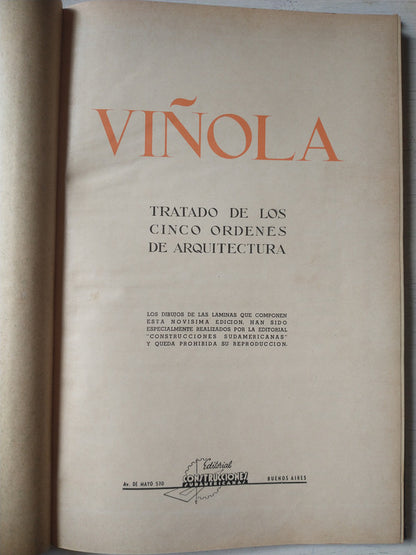 VIÑOLA
TRATADO DE LOS
CINCO ORDENES
DE ARQUITECTURA
LOS DIBUJOS DE LAS LAMINAS QUE COMPONEN
ESTA NOVISIMA EDICION, HAN SIDO
ESPECIALMENTE REALIZADOS POR LA EDITORIAL
"CONSTRUCCIONES SUDAMERICANAS"
Y QUEDA PROHIBIDA SU REPRODUCCION.
Editorial
CONSTRUCCIONES
SUDAMERICANAS
Av. DE MAYO 570 BUENOS AIRES